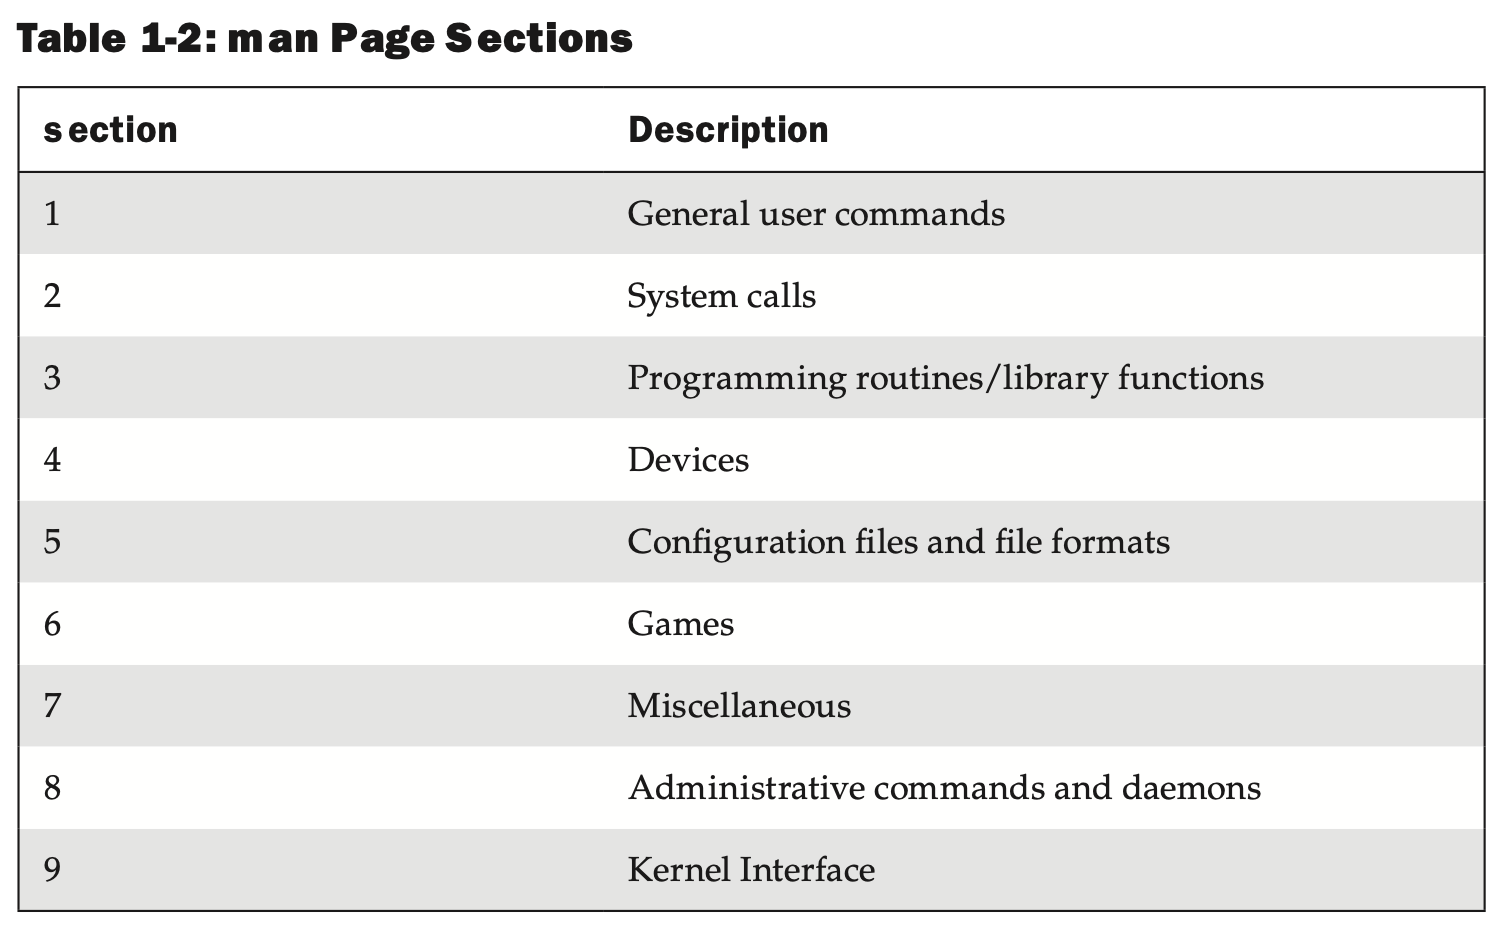 Table 1-2: man Page Sections
section Description
1 General user commands
2 System calls
3 Programming routines/library functions
4 Devices
5 Configuration files and file formats
6 Games
7 Miscellaneous
8 Administrative commands and daemons
9 Kernel Interface